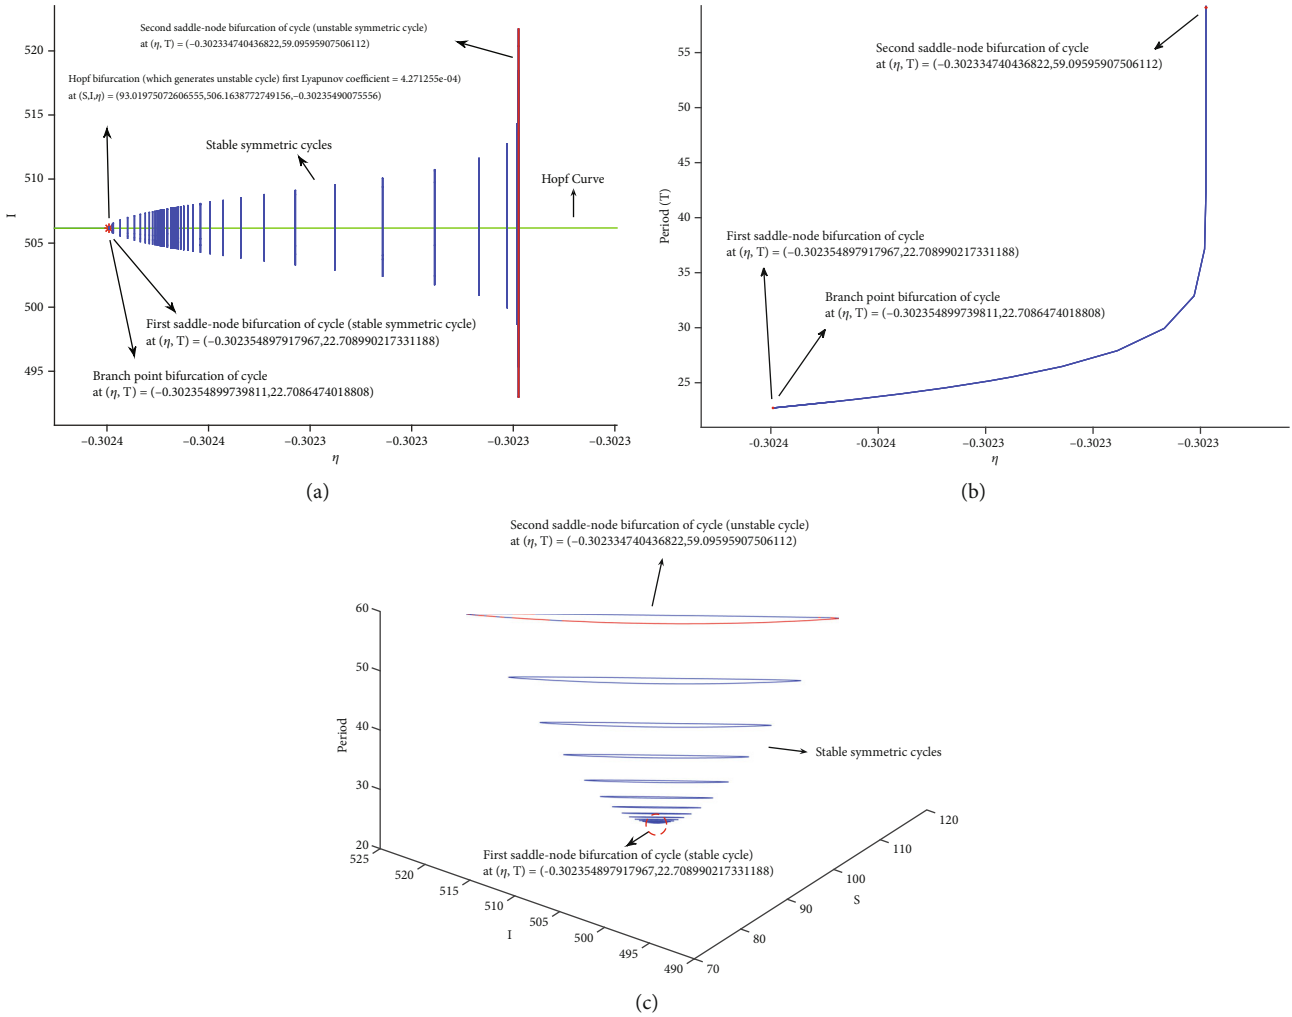 Second saddle-node bifurcation of cycle (unstable symmetric cycle)
at (η, T) = (−0.302334740436822,59.09595907506112)
Hopf bifurcation (which generates unstable cycle) first Lyapunov coefficient = 4.271255e-04)
at (S,I,η) = (93.01975072606555,506.1638772749156,−0.30235490075556)
Stable symmetric cycles
Hopf Curve
First saddle-node bifurcation of cycle (stable symmetric cycle)
at (η, T) = (−0.302354897917967,22.708990217331188)
Branch point bifurcation of cycle
at (η, T) = (−0.302354899739811,22.7086474018808)
520
515
510
505
500
495
I
−0.3024 −0.3024 −0.3023 −0.3023 −0.3023 −0.3023
η
(a)
Second saddle-node bifurcation of cycle
at (η, T) = (−0.302334740436822,59.09595907506112)
First saddle-node bifurcation of cycle
at (η, T) = (−0.302354897917967,22.708990217331188)
Branch point bifurcation of cycle
at (η, T) = (−0.302354899739811,22.7086474018808)
55
50
45
40
35
30
25
Period (T)
-0.3024 −0.3024 −0.3023 −0.3023 −0.3023
η
(b)
Second saddle-node bifurcation of cycle (unstable cycle)
at (η, T) = (−0.302334740436822,59.09595907506112)
60
50
40
30
20
Period
Stable symmetric cycles
First saddle-node bifurcation of cycle (stable cycle)
at (η, T) = (-0.302354897917967,22.708990217331188)
525
520
515
510
505
500
495
490
I
70
80
90
100
110
120
S
(c)